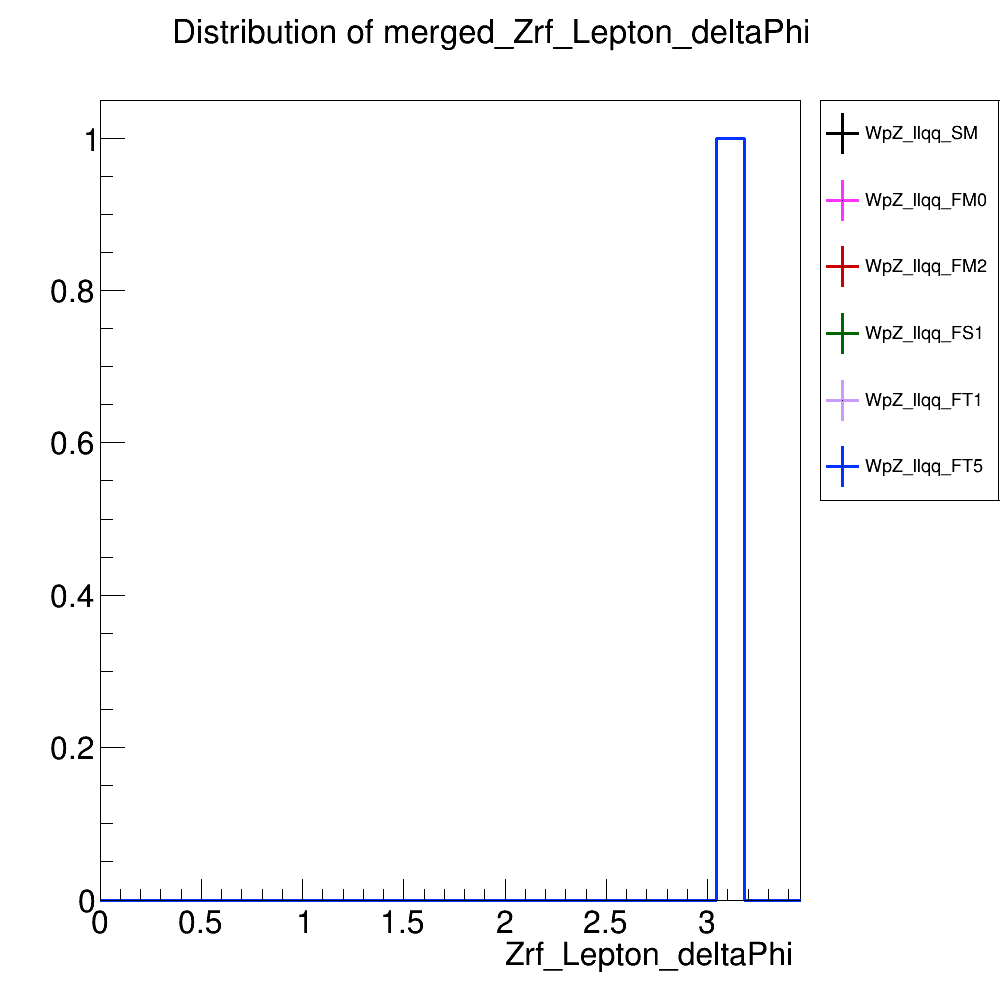 Distribution of merged_Zrf_Lepton_deltaPhi
1
0.8
0.6
0.4
0.2
0
0 0.5 1 1.5 2 2.5 3
Zrf_Lepton_deltaPhi
WpZ_llqq_SM
WpZ_llqq_FM0
WpZ_llqq_FM2
WpZ_llqq_FS1
WpZ_llqq_FT1
WpZ_llqq_FT5